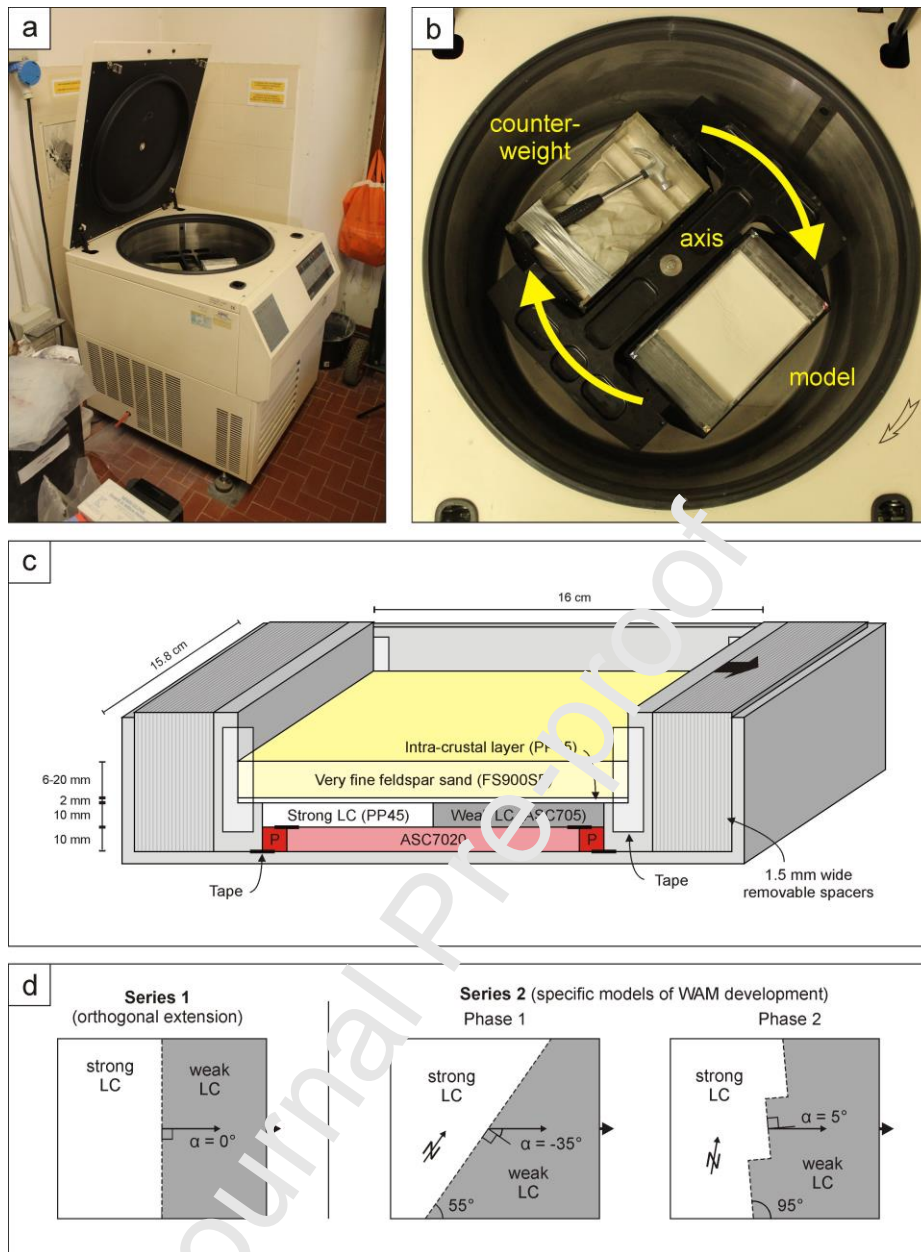 a
b
counter-
weight
axis
model
c
16 cm
15.8 cm
Intra-crustal layer
6-20 mm
Very fine feldspar sand
2 mm
Strong LC (PP45)
10 mm
10 mm
P
ASC7020
P
Tape
Tape
1.5 mm wide
removable spacers
d
Series 1
(orthogonal extension)
strong
LC
weak
LC
α = 0°
Series 2 (specific models of WAM development)
Phase 1
strong
LC
N
α = -35°
weak
LC
55°
Phase 2
strong
LC
N
α = 5°
weak
LC
95°
Journal Pre-proof